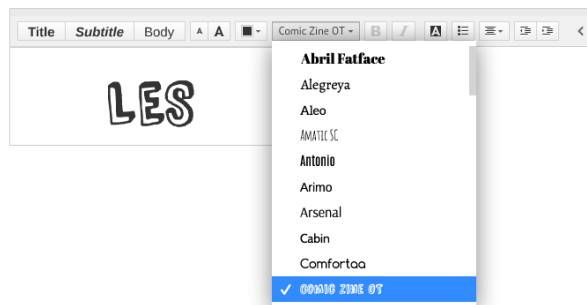 Title Subtitle Body A A Comic Zine OT B I A
LES
Abril Fatface
Alegreya
Aleo
Amatic SC
Antonio
Arimo
Arsenal
Cabin
Comfortaa
COMIC ZINE OT